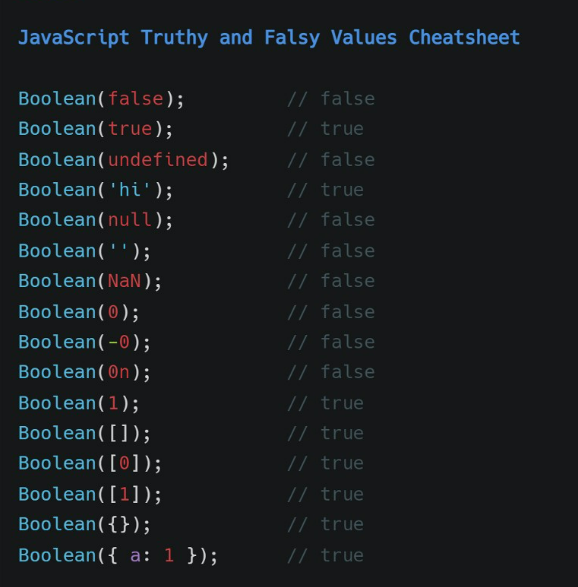 JavaScript Truthy and Falsy Values Cheatsheet
Boolean(false); // false
Boolean(true); // true
Boolean(undefined); // false
Boolean('hi'); // true
Boolean(null); // false
Boolean(''); // false
Boolean(NaN); // false
Boolean(0); // false
Boolean(-0); // false
Boolean(0n); // false
Boolean(1); // true
Boolean([]); // true
Boolean([0]); // true
Boolean([1]); // true
Boolean({}); // true
Boolean({ a: 1 }); // true